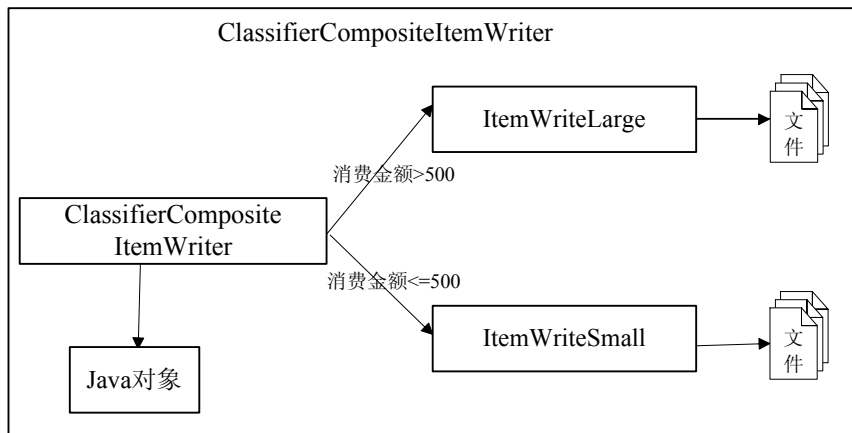 ClassifierCompositeItemWriter
ItemWriteLarge
文
件
消费金额>500
ClassifierComposite
ItemWriter
消费金额<=500
ItemWriteSmall
文
件
Java对象